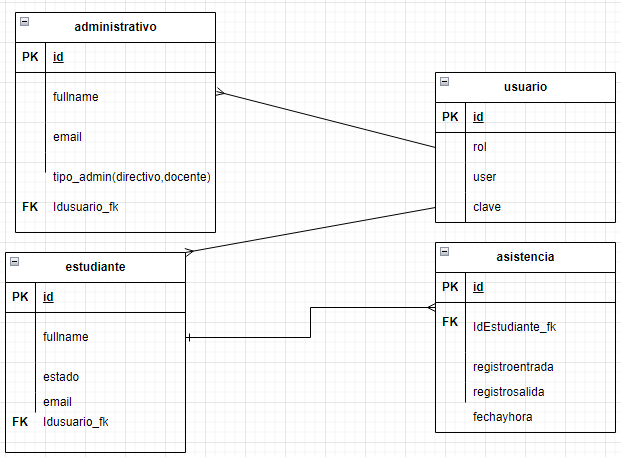 administrativo
PK id
fullname
email
tipo_admin(directivo,docente)
FK Idusuario_fk
usuario
PK id
rol
user
clave
estudiante
PK id
fullname
estado
email
FK Idusuario_fk
asistencia
PK id
FK IdEstudiante_fk
registroentrada
registrosalida
fechayhora